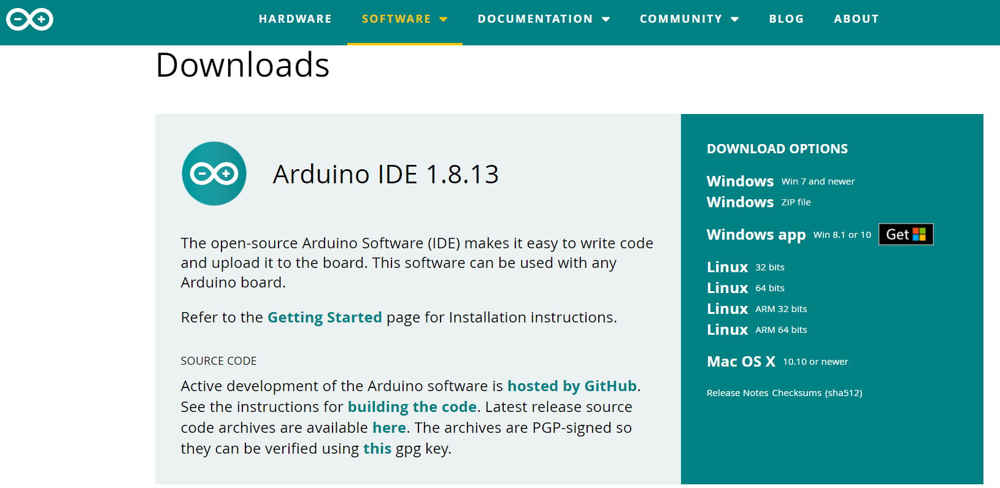 HARDWARE SOFTWARE DOCUMENTATION COMMUNITY BLOG ABOUT
Downloads
Arduino IDE 1.8.13
The open-source Arduino Software (IDE) makes it easy to write code
and upload it to the board. This software can be used with any
Arduino board.
Refer to the Getting Started page for Installation instructions.
SOURCE CODE
Active development of the Arduino software is hosted by GitHub.
See the instructions for building the code. Latest release source
code archives are available here. The archives are PGP-signed so
they can be verified using this gpg key.
DOWNLOAD OPTIONS
Windows Win 7 and newer
Windows ZIP file
Windows app Win 8.1 or 10 Get
Linux 32 bits
Linux 64 bits
Linux ARM 32 bits
Linux ARM 64 bits
Mac OS X 10.10 or newer
Release Notes Checksums (sha512)